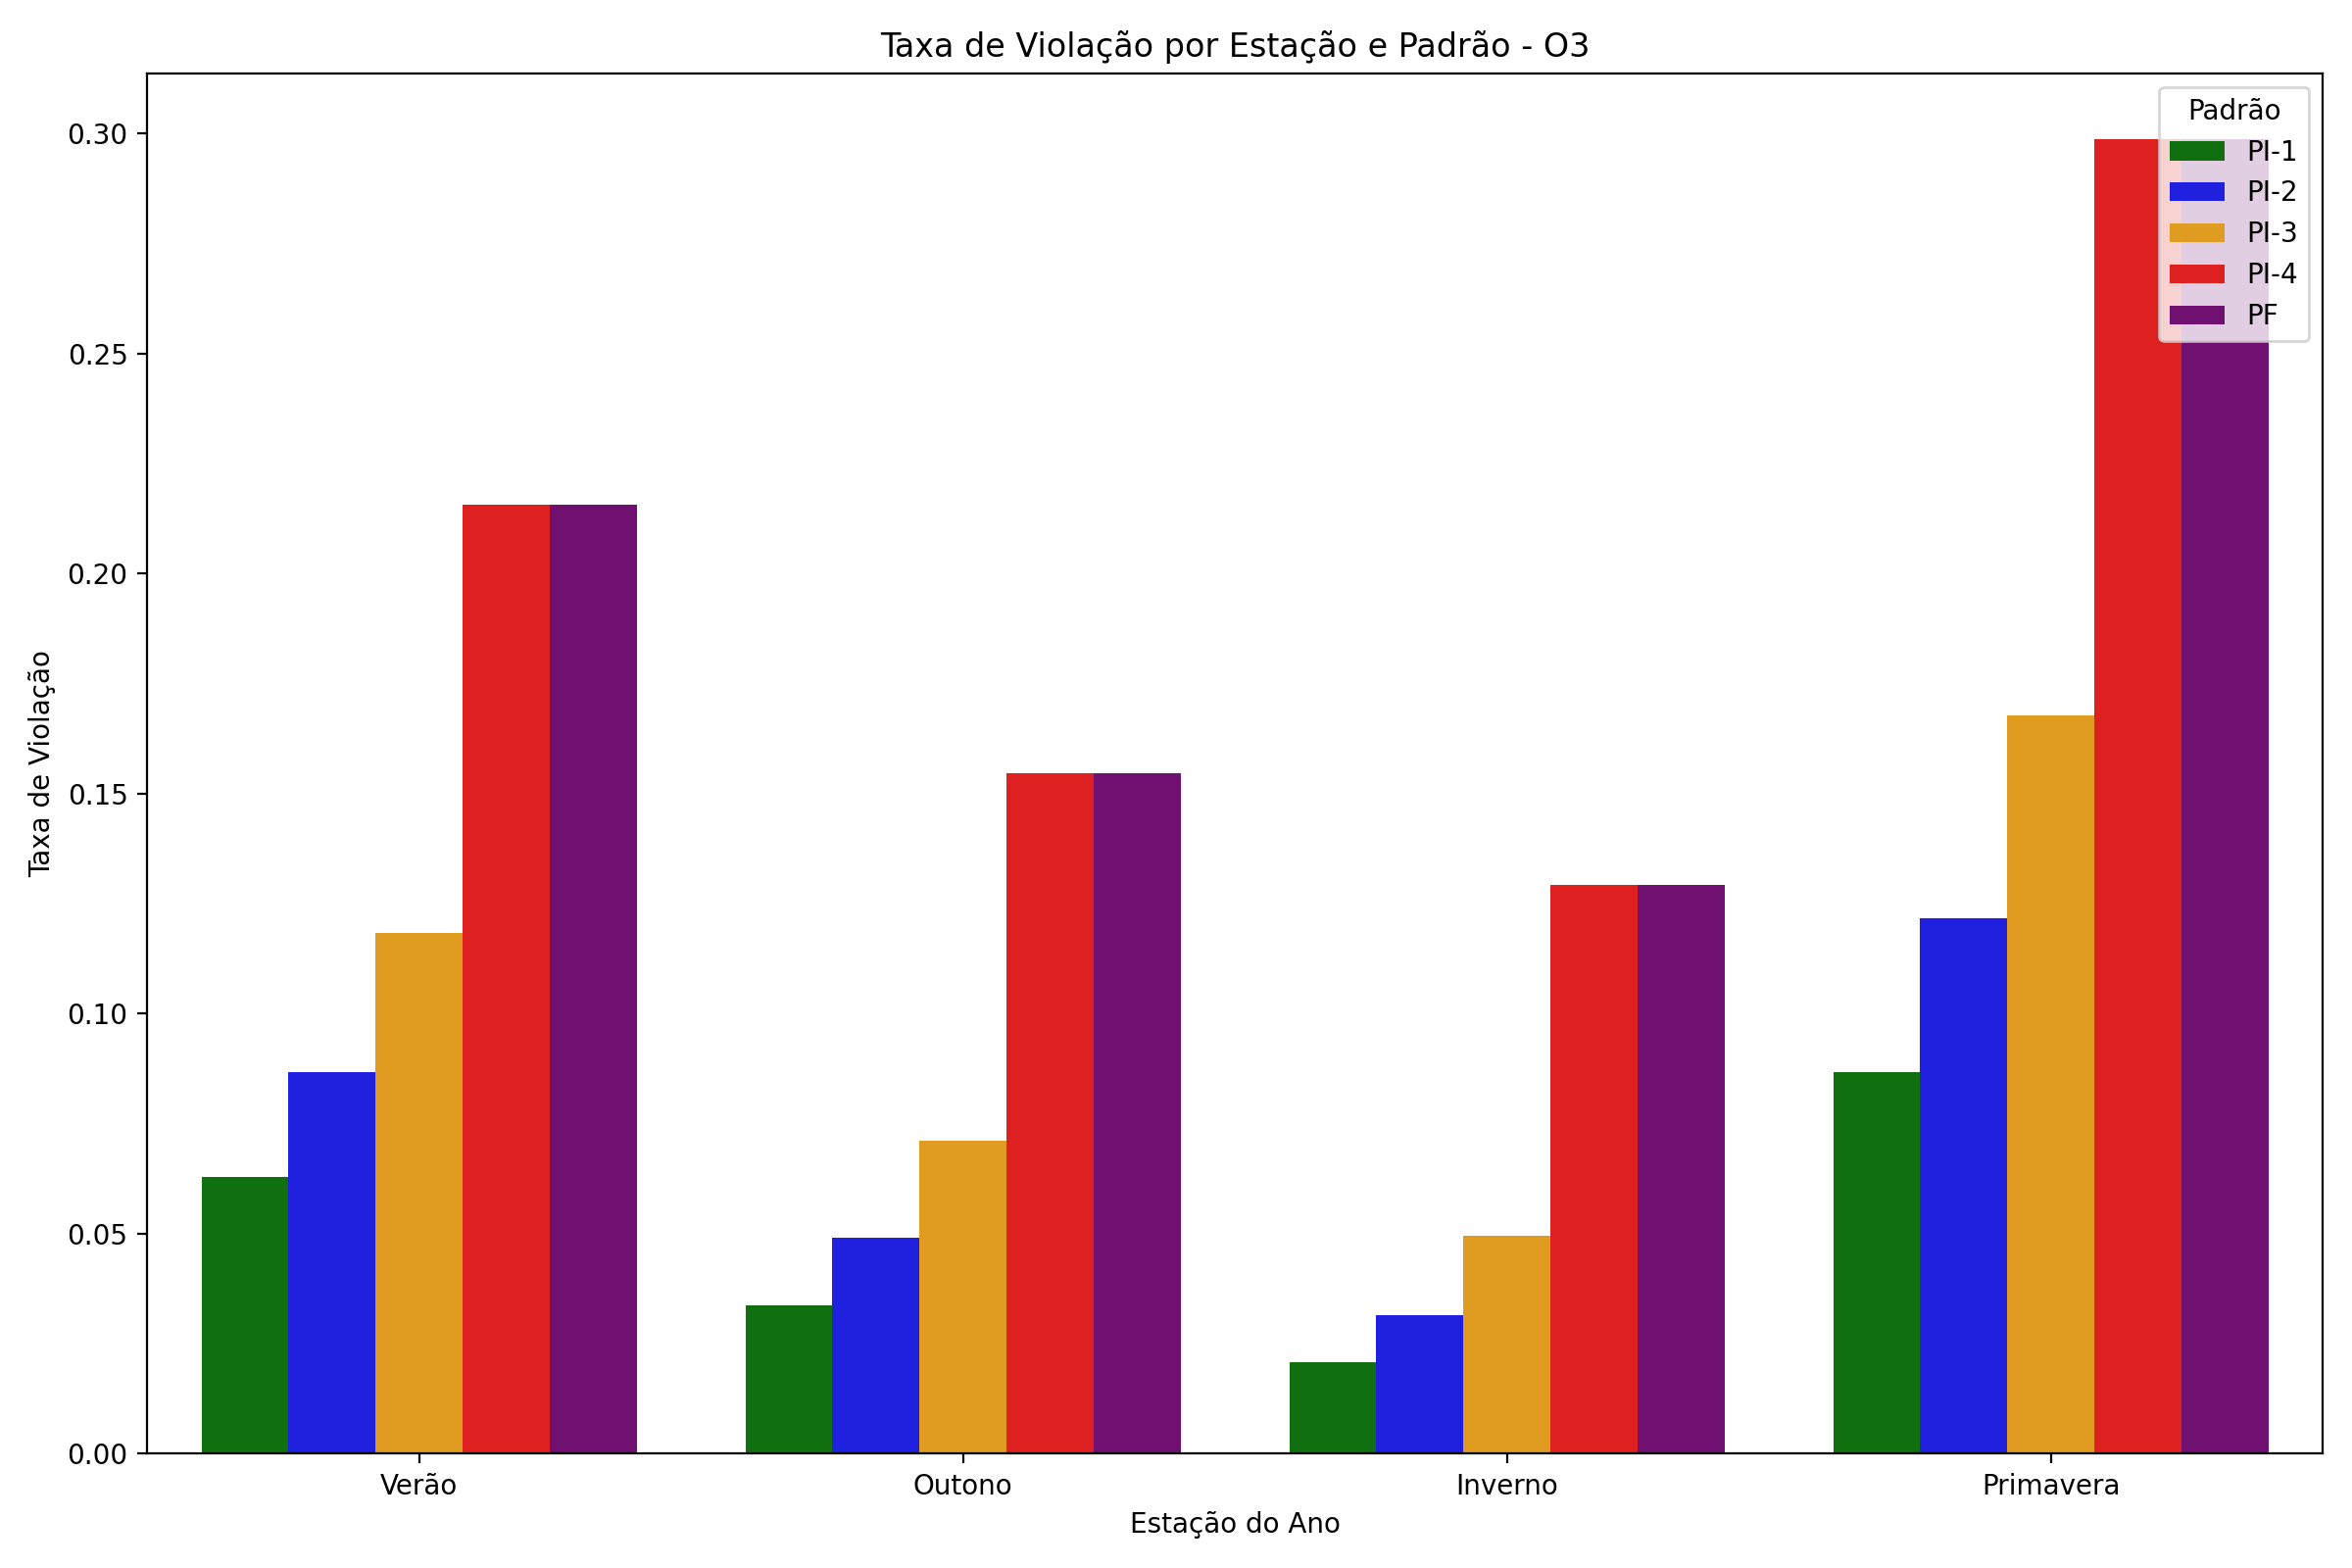 Taxa de Violação por Estação e Padrão - O3
Padrão
PI-1
PI-2
PI-3
PI-4
PF
Taxa de Violação
0.30
0.25
0.20
0.15
0.10
0.05
0.00
Verão
Outono
Inverno
Primavera
Estação do Ano